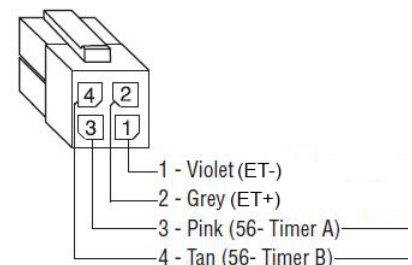 4 2
3 1
1 - Violet (ET-)
2 - Grey (ET+)
3 - Pink (56- Timer A)
4 - Tan (56- Timer B)